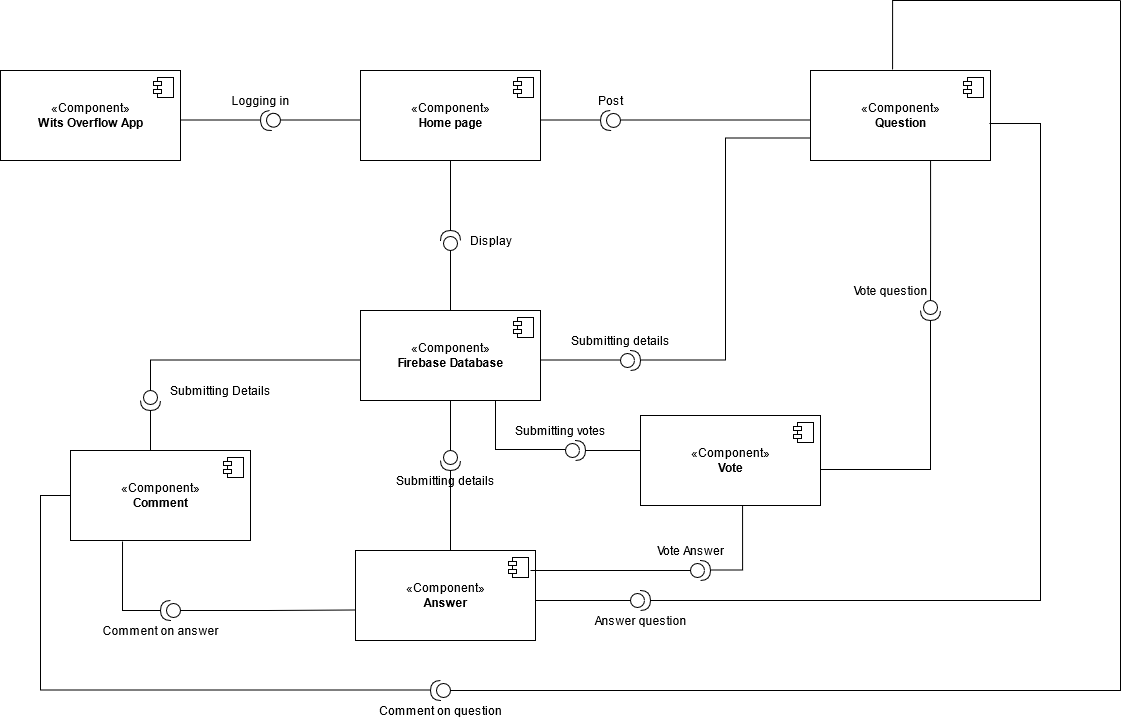 Logging in
Post
«Component»
Wits Overflow App
«Component»
Home page
«Component»
Question
Display
Vote question
Submitting details
«Component»
Firebase Database
Submitting Details
Submitting votes
«Component»
Vote
Submitting details
«Component»
Comment
Vote Answer
«Component»
Answer
Answer question
Comment on answer
Comment on question